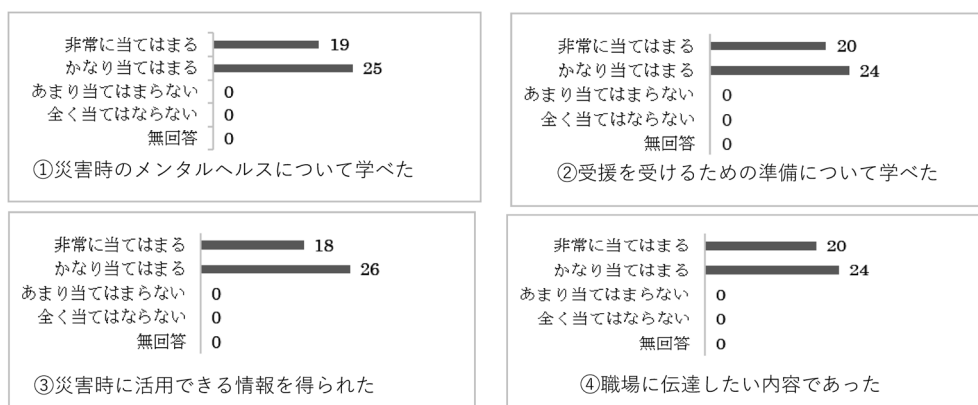 非常に当てはまる 19
かなり当てはまる 25
あまり当てはまらない 0
全く当てはならない 0
無回答 0
①災害時のメンタルヘルスについて学べた
非常に当てはまる 20
かなり当てはまる 24
あまり当てはまらない 0
全く当てはならない 0
無回答 0
②受援を受けるための準備について学べた
非常に当てはまる 18
かなり当てはまる 26
あまり当てはまらない 0
全く当てはならない 0
無回答 0
③災害時に活用できる情報を得られた
非常に当てはまる 20
かなり当てはまる 24
あまり当てはまらない 0
全く当てはならない 0
無回答 0
④職場に伝達したい内容であった